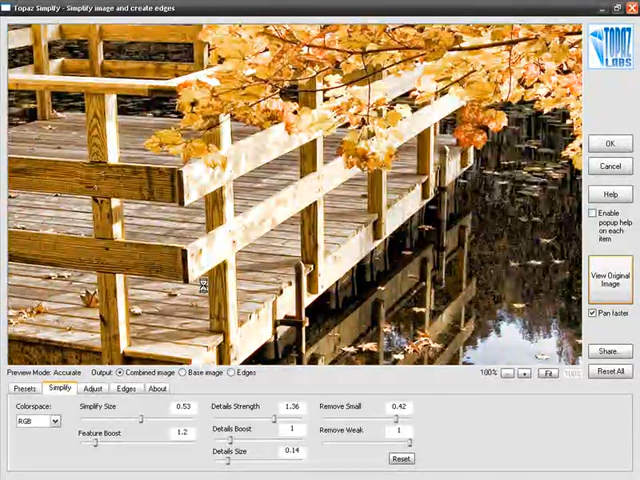 Topaz Simplify - Simplify image and create edges
TOPAZ
LABS
OK
Cancel
Help
Enable
popup help
on each
item
View Original
Image
Pan faster
Share...
Reset All
Preview Mode: Accurate Output: Combined image Base image Edges
100% - + Fit 100%
Presets Simplify Adjust Edges About
Colorspace:
RGB
Simplify Size 0.53
Feature Boost 1.2
Details Strength 1.36
Details Boost 1
Details Size 0.14
Remove Small 0.42
Remove Weak 1
Reset